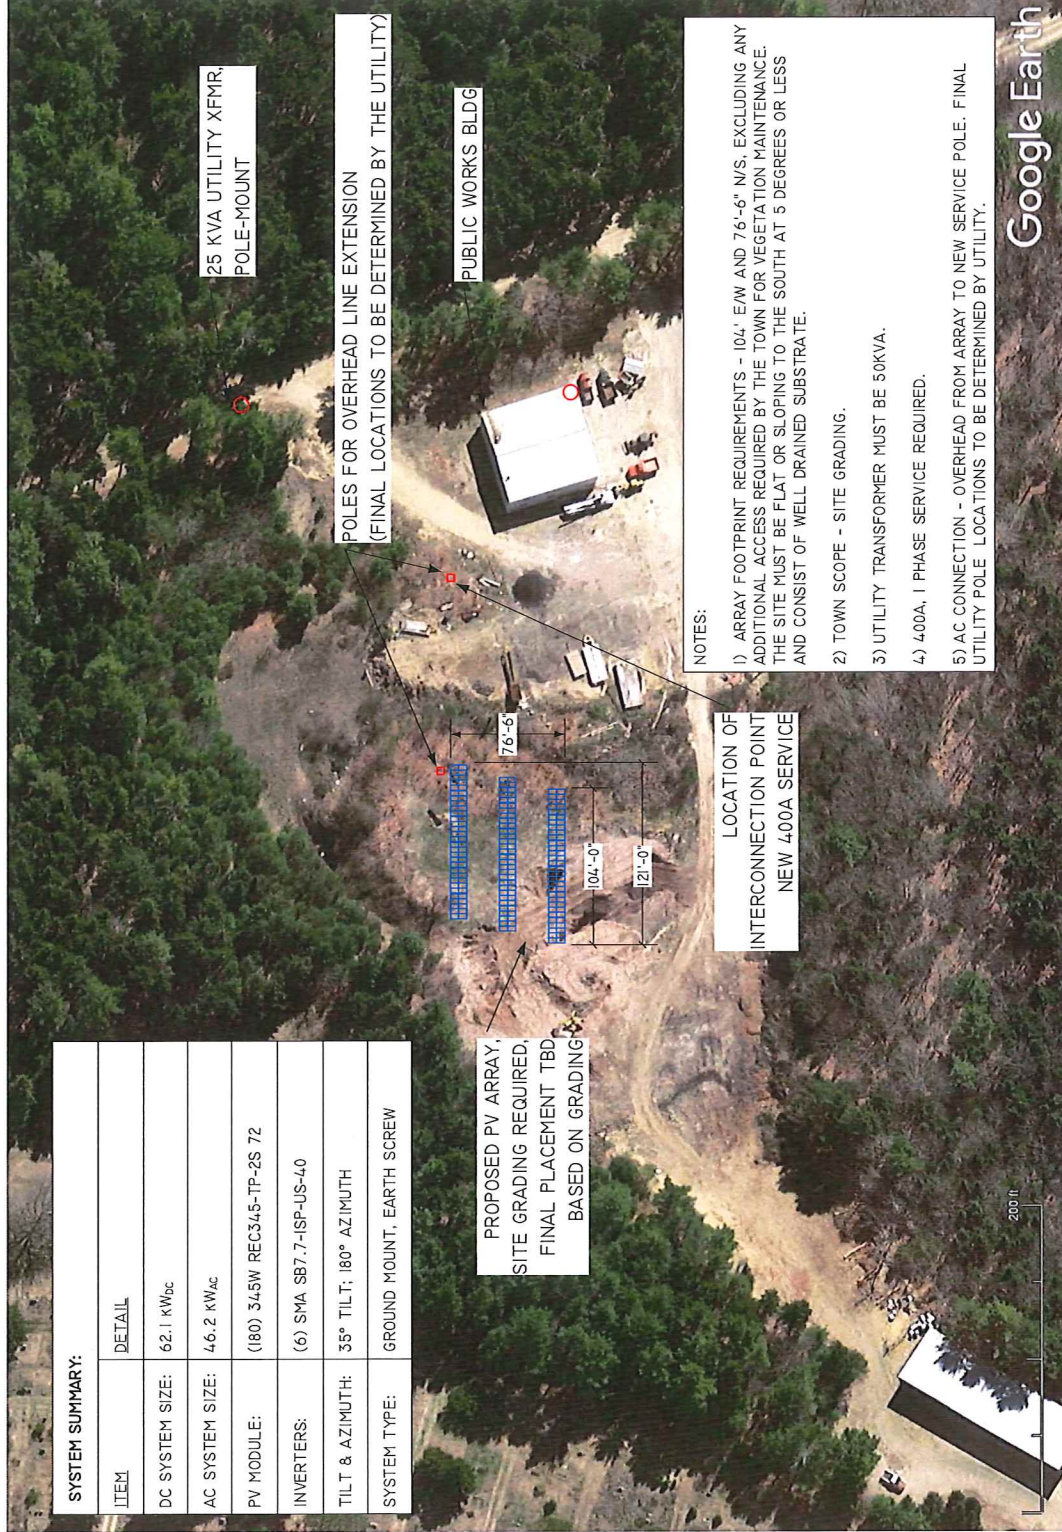 SYSTEM SUMMARY:
ITEM DETAIL
DC SYSTEM SIZE: 62.1 KWDC
AC SYSTEM SIZE: 46.2 KWAC
PV MODULE: (180) 345W REC345-TP-2S 72
INVERTERS: (6) SMA SB7.7-1SP-US-40
TILT & AZIMUTH: 35° TILT; 180° AZIMUTH
SYSTEM TYPE: GROUND MOUNT, EARTH SCREW
25 KVA UTILITY XFMR,
POLE-MOUNT
POLES FOR OVERHEAD LINE EXTENSION
(FINAL LOCATIONS TO BE DETERMINED BY THE UTILITY)
PUBLIC WORKS BLDG
PROPOSED PV ARRAY,
SITE GRADING REQUIRED,
FINAL PLACEMENT TBD
BASED ON GRADING
76'-6"
104'-0"
121'-0"
LOCATION OF
INTERCONNECTION POINT
NEW 400A SERVICE
NOTES:
1) ARRAY FOOTPRINT REQUIREMENTS - 104' E/W AND 76'-6" N/S, EXCLUDING ANY
ADDITIONAL ACCESS REQUIRED BY THE TOWN FOR VEGETATION MAINTENANCE.
THE SITE MUST BE FLAT OR SLOPING TO THE SOUTH AT 5 DEGREES OR LESS
AND CONSIST OF WELL DRAINED SUBSTRATE.
2) TOWN SCOPE - SITE GRADING.
3) UTILITY TRANSFORMER MUST BE 50KVA.
4) 400A, 1 PHASE SERVICE REQUIRED.
5) AC CONNECTION - OVERHEAD FROM ARRAY TO NEW SERVICE POLE. FINAL
UTILITY POLE LOCATIONS TO BE DETERMINED BY UTILITY.
200 ft
Google Earth